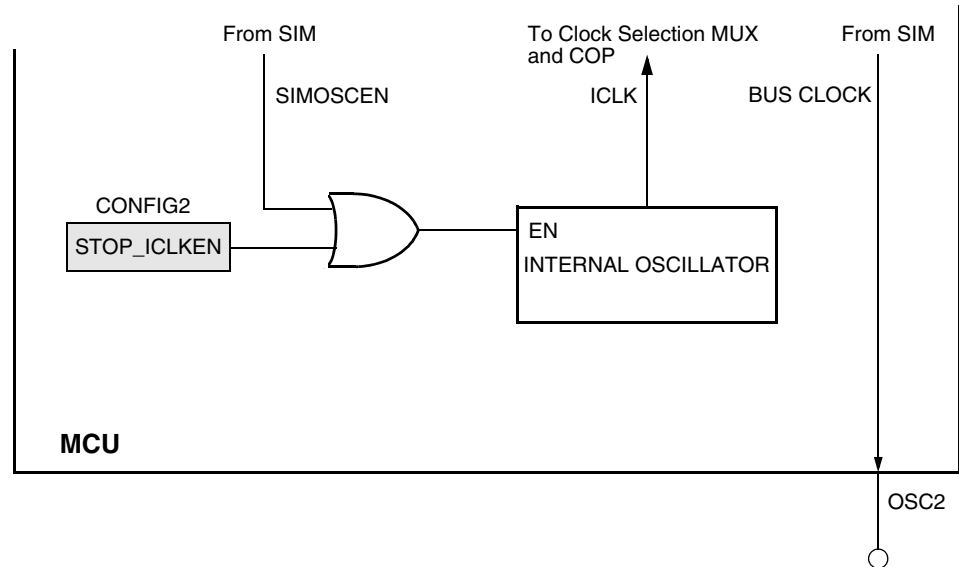 From SIM
To Clock Selection MUX
and COP
From SIM
SIMOSCEN
ICLK
BUS CLOCK
CONFIG2
STOP_ICLKEN
EN
INTERNAL OSCILLATOR
MCU
OSC2